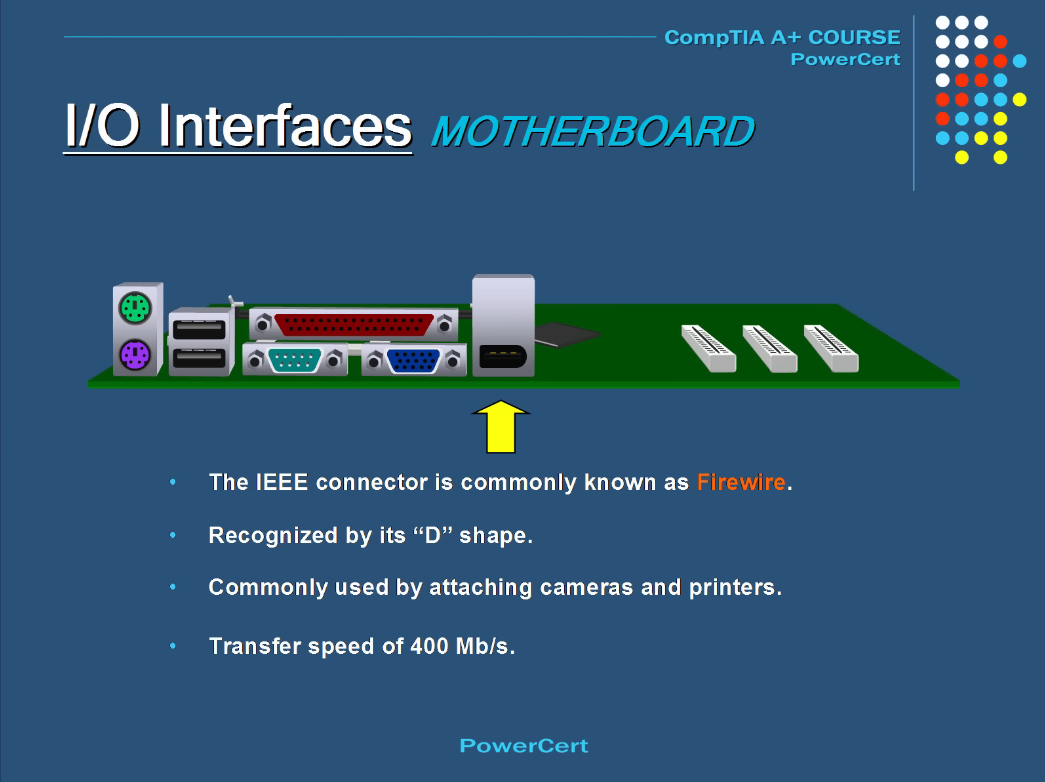 CompTIA A+ COURSE
PowerCert
I/O Interfaces MOTHERBOARD
• The IEEE connector is commonly known as Firewire.
• Recognized by its “D” shape.
• Commonly used by attaching cameras and printers.
• Transfer speed of 400 Mb/s.
PowerCert